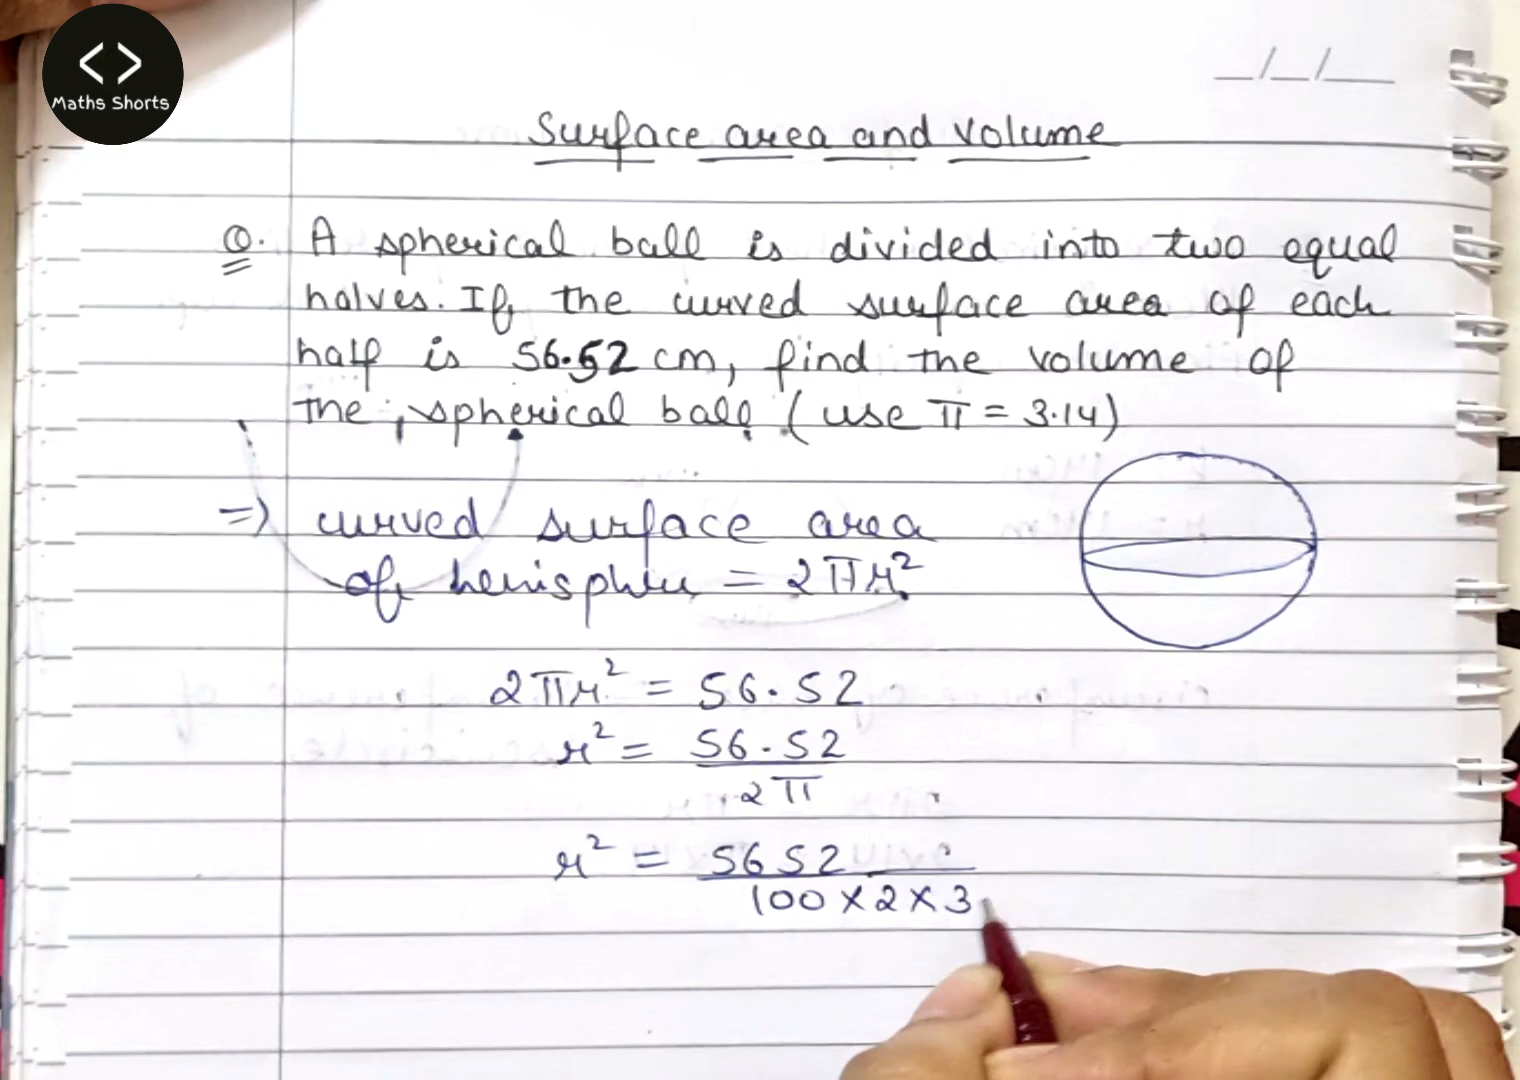 <>
Maths Shorts
_/_/__
Surface area and Volume
Q. A spherical ball is divided into two equal
halves. If the curved surface area of each
half is 56.52 cm, find the volume of
the spherical ball (use π = 3.14)
⇒ curved surface area
of hemisphere = 2πr²
2πr² = 56.52
r² = 56.52
2π
r² = 5652
100×2×3